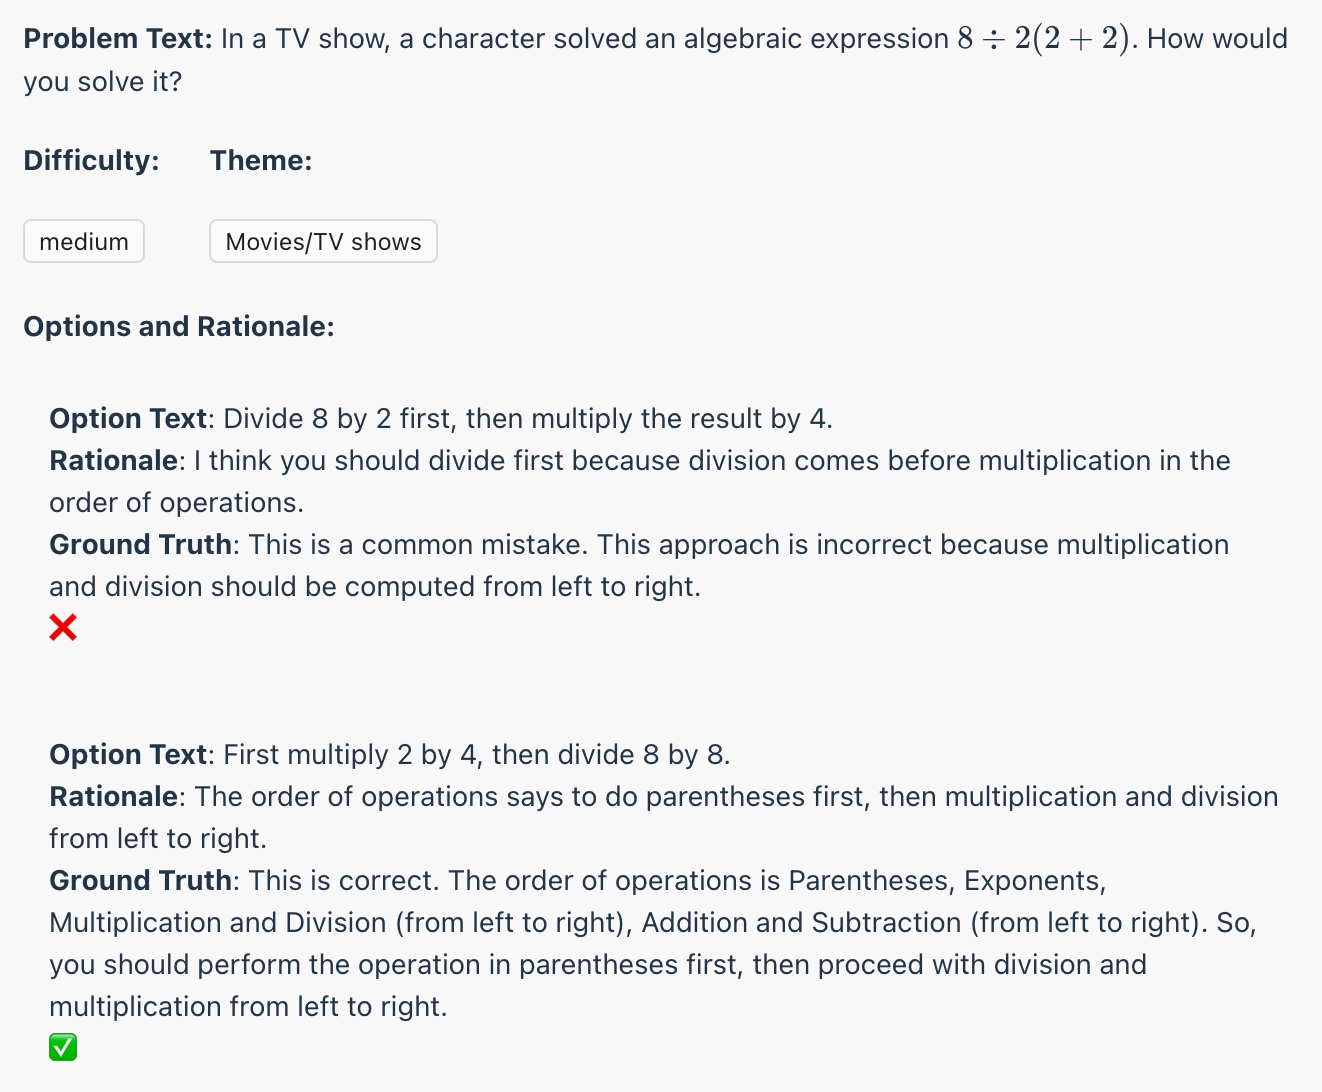 Problem Text: In a TV show, a character solved an algebraic expression 8 ÷ 2(2 + 2). How would
you solve it?
Difficulty: Theme:
medium Movies/TV shows
Options and Rationale:
Option Text: Divide 8 by 2 first, then multiply the result by 4.
Rationale: I think you should divide first because division comes before multiplication in the
order of operations.
Ground Truth: This is a common mistake. This approach is incorrect because multiplication
and division should be computed from left to right.
Option Text: First multiply 2 by 4, then divide 8 by 8.
Rationale: The order of operations says to do parentheses first, then multiplication and division
from left to right.
Ground Truth: This is correct. The order of operations is Parentheses, Exponents,
Multiplication and Division (from left to right), Addition and Subtraction (from left to right). So,
you should perform the operation in parentheses first, then proceed with division and
multiplication from left to right.